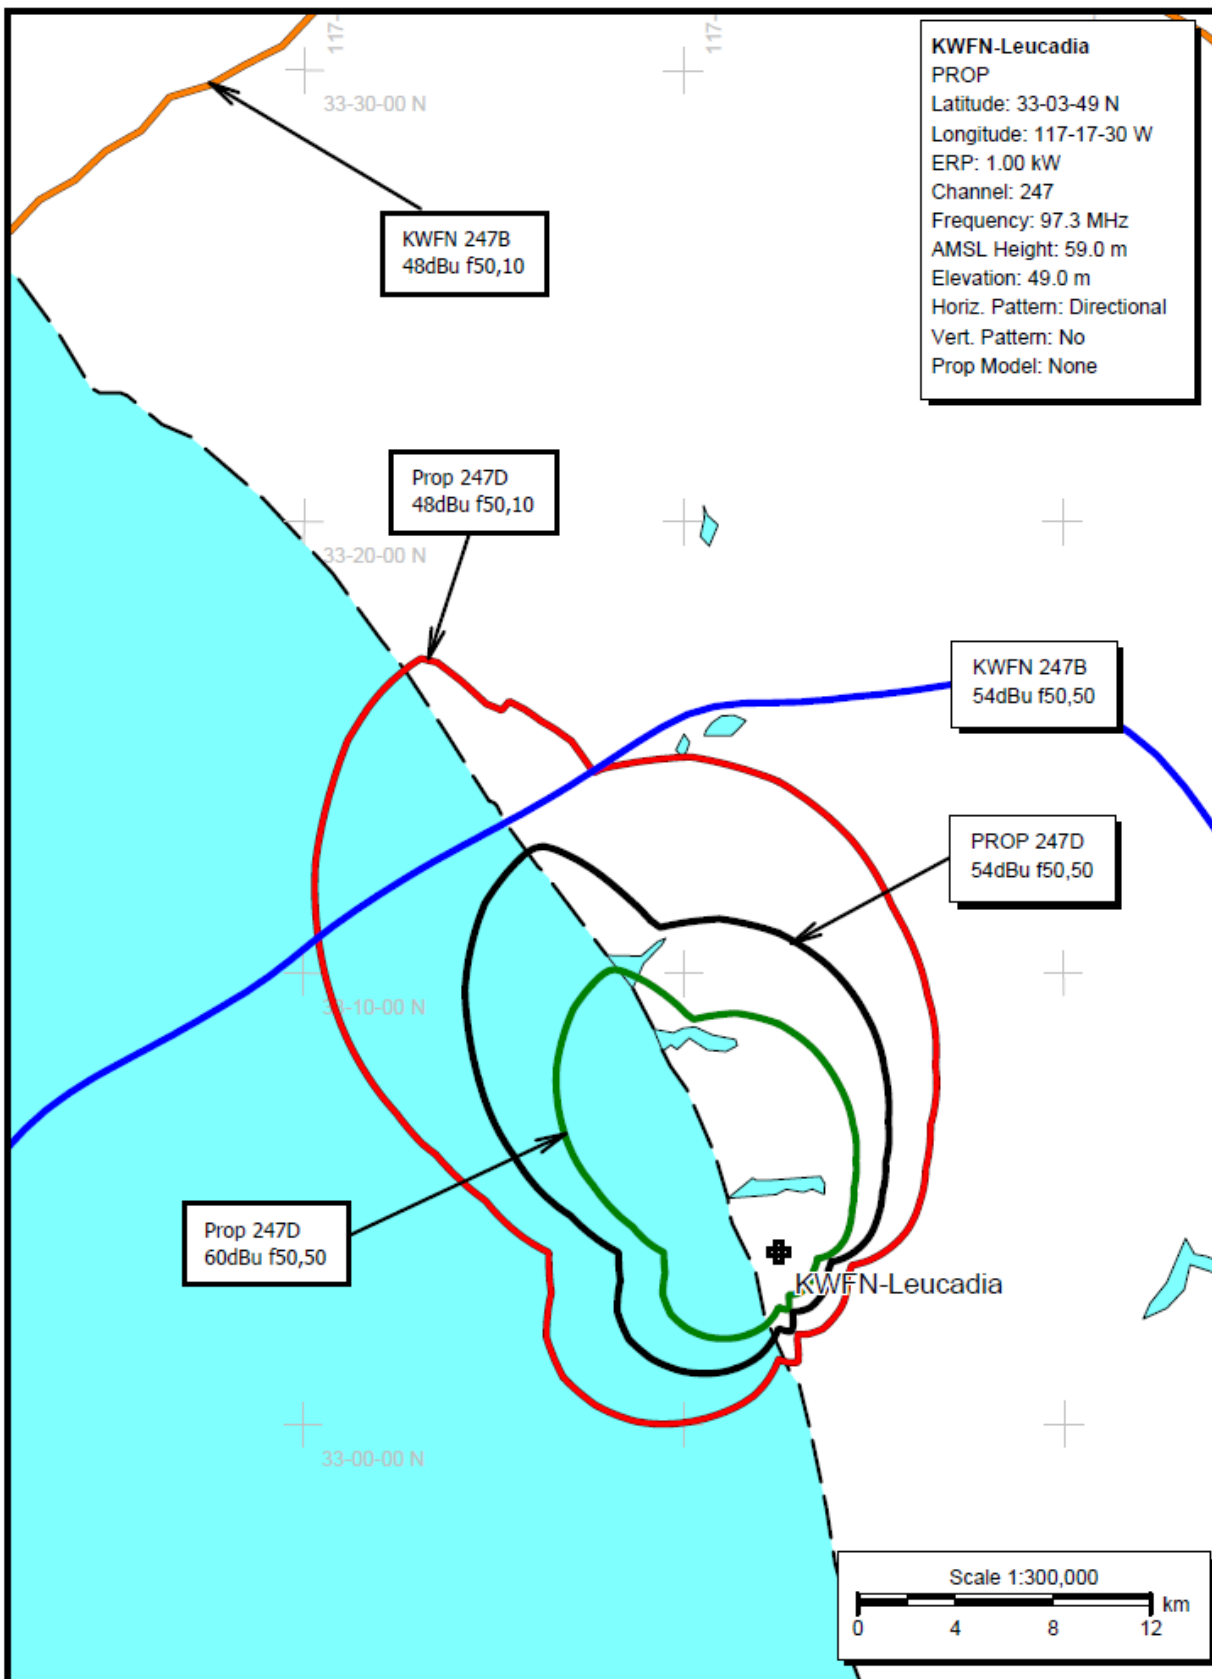 117-
117-
KWFN-Leucadia
PROP
Latitude: 33-03-49 N
Longitude: 117-17-30 W
ERP: 1.00 kW
Channel: 247
Frequency: 97.3 MHz
AMSL Height: 59.0 m
Elevation: 49.0 m
Horiz. Pattern: Directional
Vert. Pattern: No
Prop Model: None
33-30-00 N
KWFN 247B
48dBu f50,10
Prop 247D
48dBu f50,10
33-20-00 N
KWFN 247B
54dBu f50,50
PROP 247D
54dBu f50,50
33-10-00 N
Prop 247D
60dBu f50,50
KWFN-Leucadia
33-00-00 N
Scale 1:300,000
km
0 4 8 12